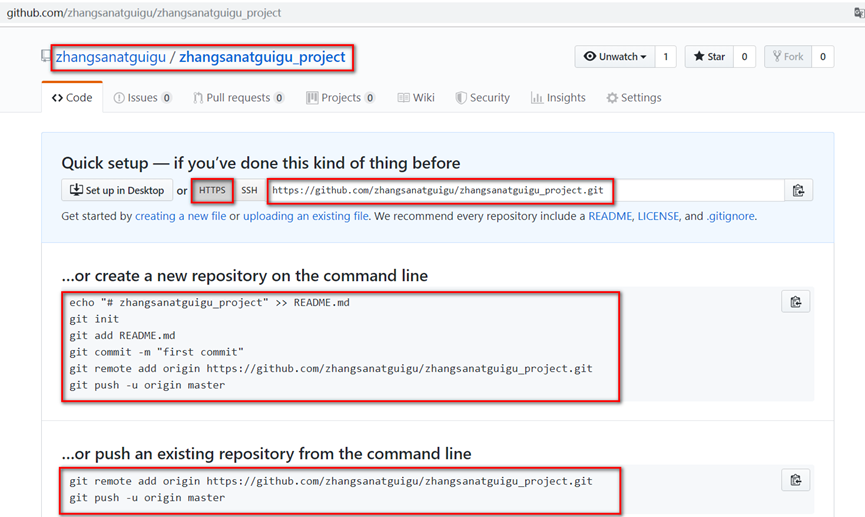 github.com/zhangsanatguigu/zhangsanatguigu_project
zhangsanatguigu / zhangsanatguigu_project
Unwatch 1 Star 0 Fork 0
Code Issues 0 Pull requests 0 Projects 0 Wiki Security Insights Settings
Quick setup — if you’ve done this kind of thing before
Set up in Desktop or HTTPS SSH https://github.com/zhangsanatguigu/zhangsanatguigu_project.git
Get started by creating a new file or uploading an existing file. We recommend every repository include a README, LICENSE, and .gitignore.
…or create a new repository on the command line
echo "# zhangsanatguigu_project" >> README.md
git init
git add README.md
git commit -m "first commit"
git remote add origin https://github.com/zhangsanatguigu/zhangsanatguigu_project.git
git push -u origin master
…or push an existing repository from the command line
git remote add origin https://github.com/zhangsanatguigu/zhangsanatguigu_project.git
git push -u origin master